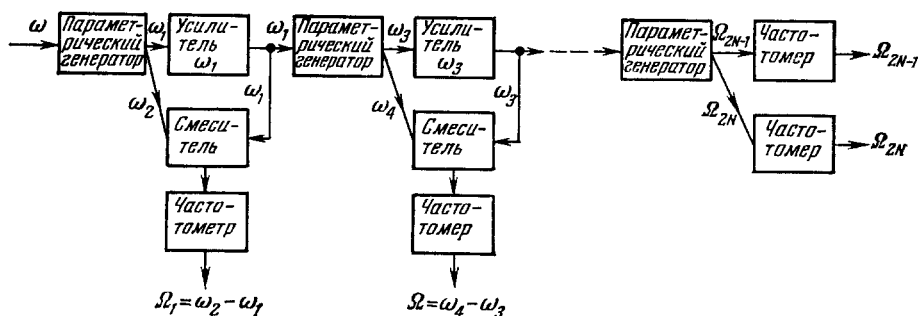 ω
Парамет-
рический
генератор
ω₁
Усили-
тель
ω₁
ω₁
Парамет-
рический
генератор
ω₃
Усили-
тель
ω₃
Парамет-
рический
генератор
Ω₂N-1
Часто-
томер
Ω₂N-1
ω₂
ω₁
ω₄
ω₃
Ω₂N
Часто-
томер
Ω₂N
Смеси-
тель
Смеси-
тель
Часто-
тометр
Часто-
томер
Ω₁=ω₂-ω₁
Ω=ω₄-ω₃